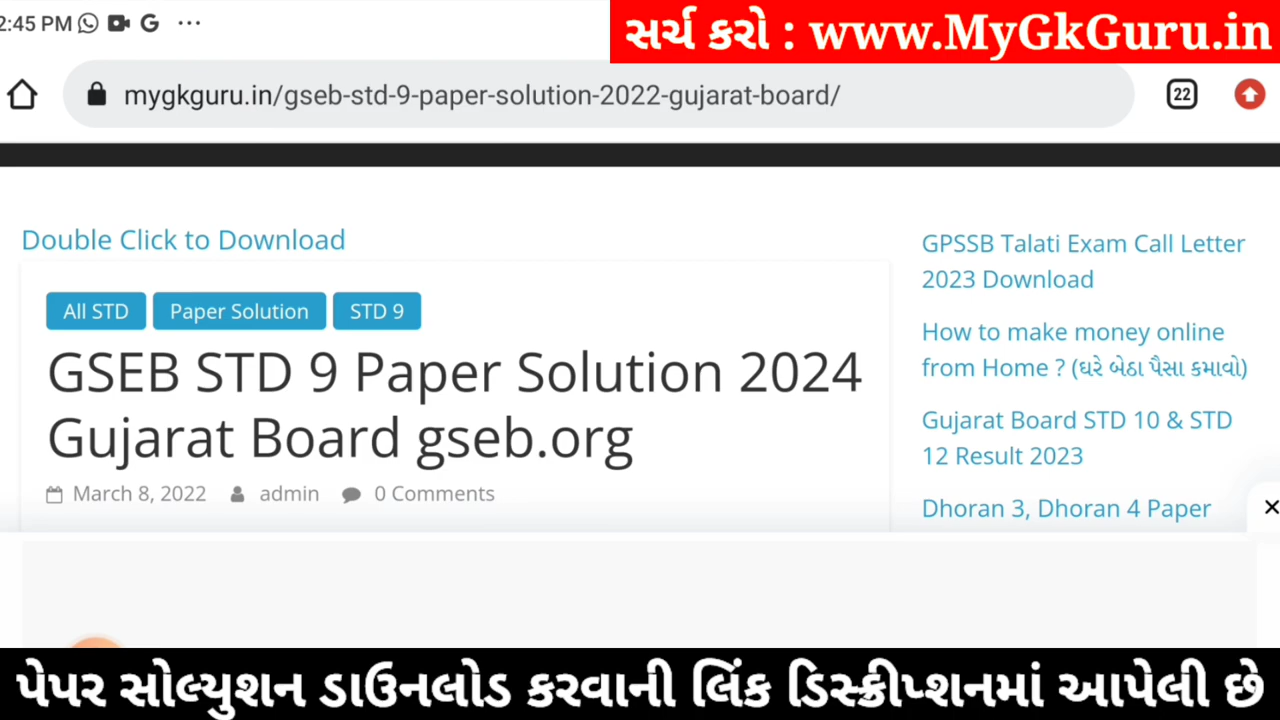 2:45 PM
સર્ચ કરો : www.MyGkGuru.in
mygkguru.in/gseb-std-9-paper-solution-2022-gujarat-board/
22
Double Click to Download
All STD Paper Solution STD 9
GSEB STD 9 Paper Solution 2024
Gujarat Board gseb.org
March 8, 2022 admin 0 Comments
GPSSB Talati Exam Call Letter
2023 Download
How to make money online
from Home ? (ઘરે બેઠા પૈસા કમાવો)
Gujarat Board STD 10 & STD
12 Result 2023
Dhoran 3, Dhoran 4 Paper
પેપર સોલ્યુશન ડાઉનલોડ કરવાની લિંક ડિસ્ક્રીપ્શનમાં આપેલી છે